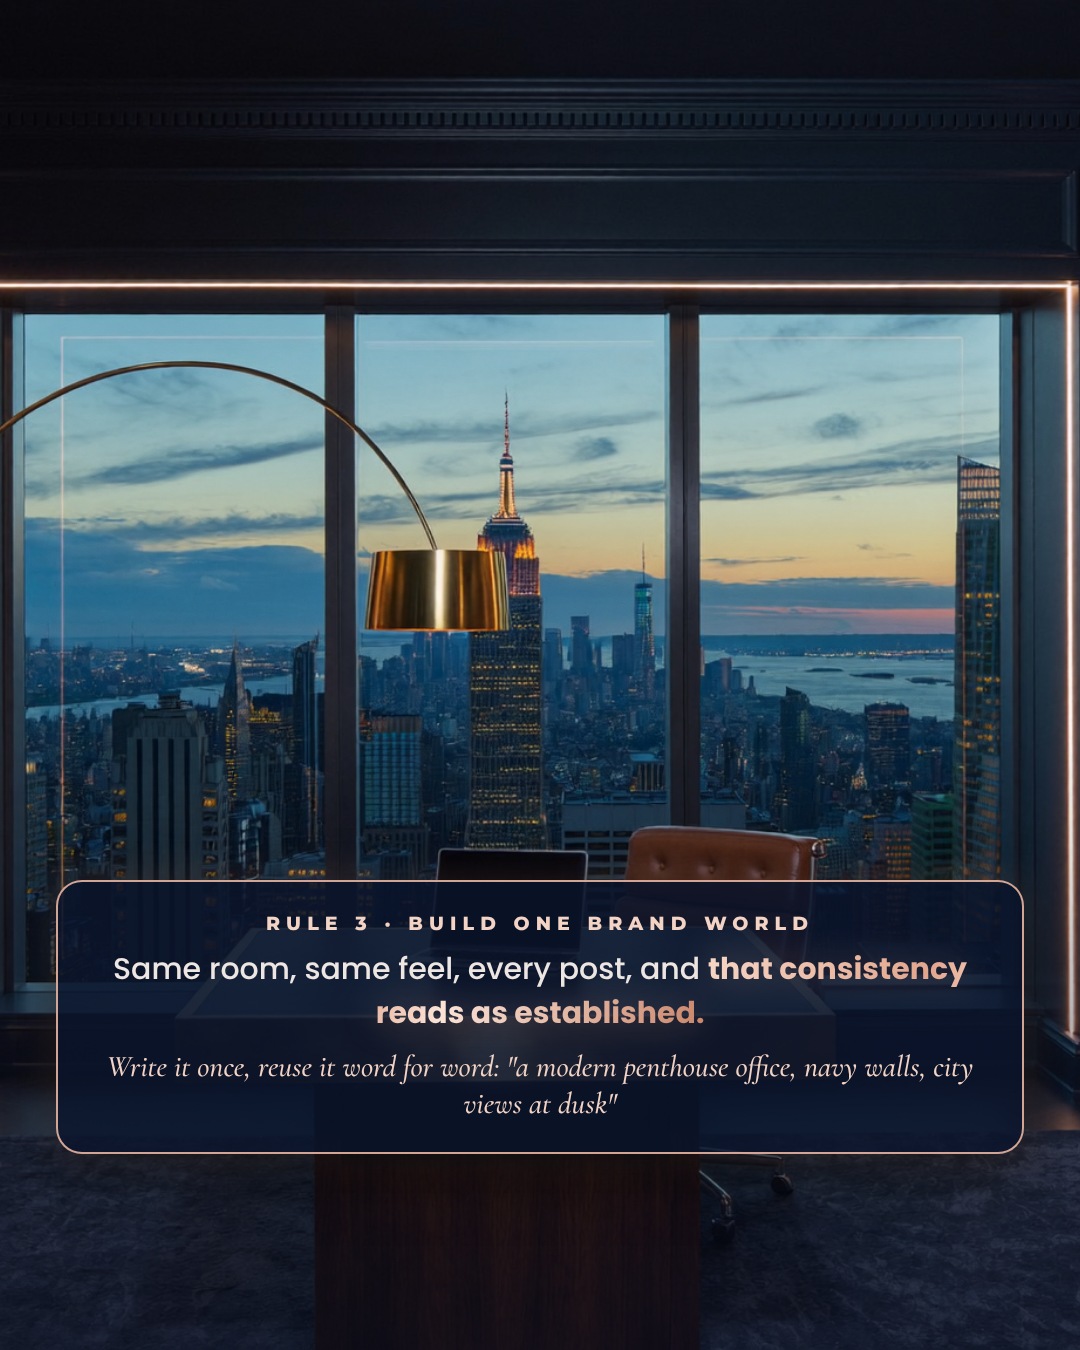 RULE 3 · BUILD ONE BRAND WORLD
Same room, same feel, every post, and that consistency
reads as established.
Write it once, reuse it word for word: "a modern penthouse office, navy walls, city
views at dusk"